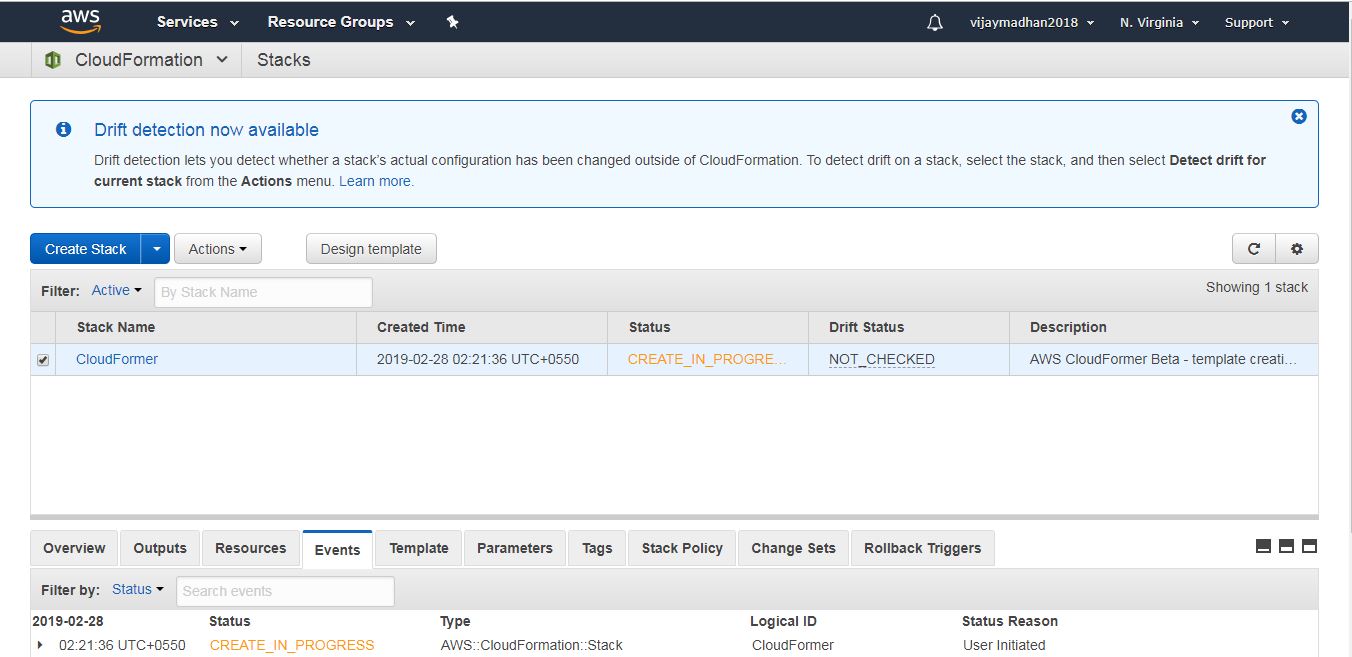 aws Services Resource Groups vijaymadhan2018 N. Virginia Support
CloudFormation Stacks
Drift detection now available
Drift detection lets you detect whether a stack's actual configuration has been changed outside of CloudFormation. To detect drift on a stack, select the stack, and then select Detect drift for
current stack from the Actions menu. Learn more.
Create Stack Actions Design template
Filter: Active By Stack Name Showing 1 stack
Stack Name Created Time Status Drift Status Description
CloudFormer 2019-02-28 02:21:36 UTC+0550 CREATE_IN_PROGRE... NOT_CHECKED AWS CloudFormer Beta - template creati...
Overview Outputs Resources Events Template Parameters Tags Stack Policy Change Sets Rollback Triggers
Filter by: Status Search events
2019-02-28 Status Type Logical ID Status Reason
02:21:36 UTC+0550 CREATE_IN_PROGRESS AWS::CloudFormation::Stack CloudFormer User Initiated